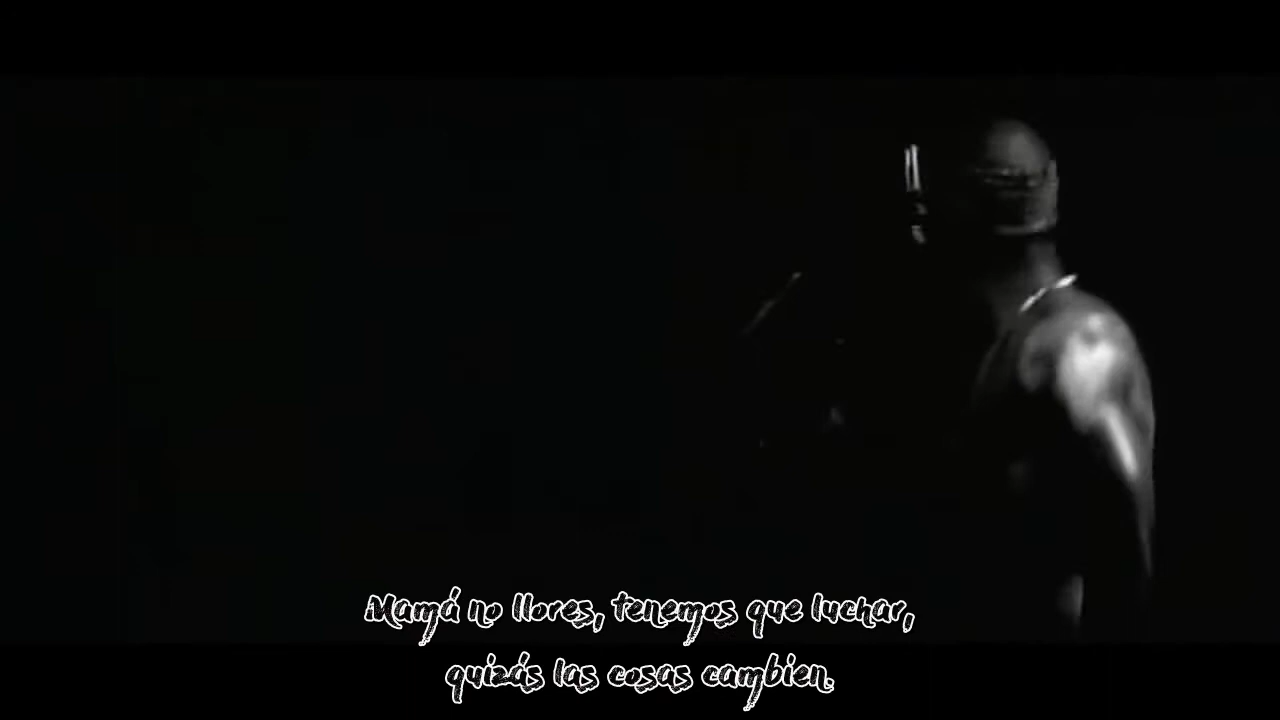 Mamá no llores, tenemos que luchar,
quizás las cosas cambien.